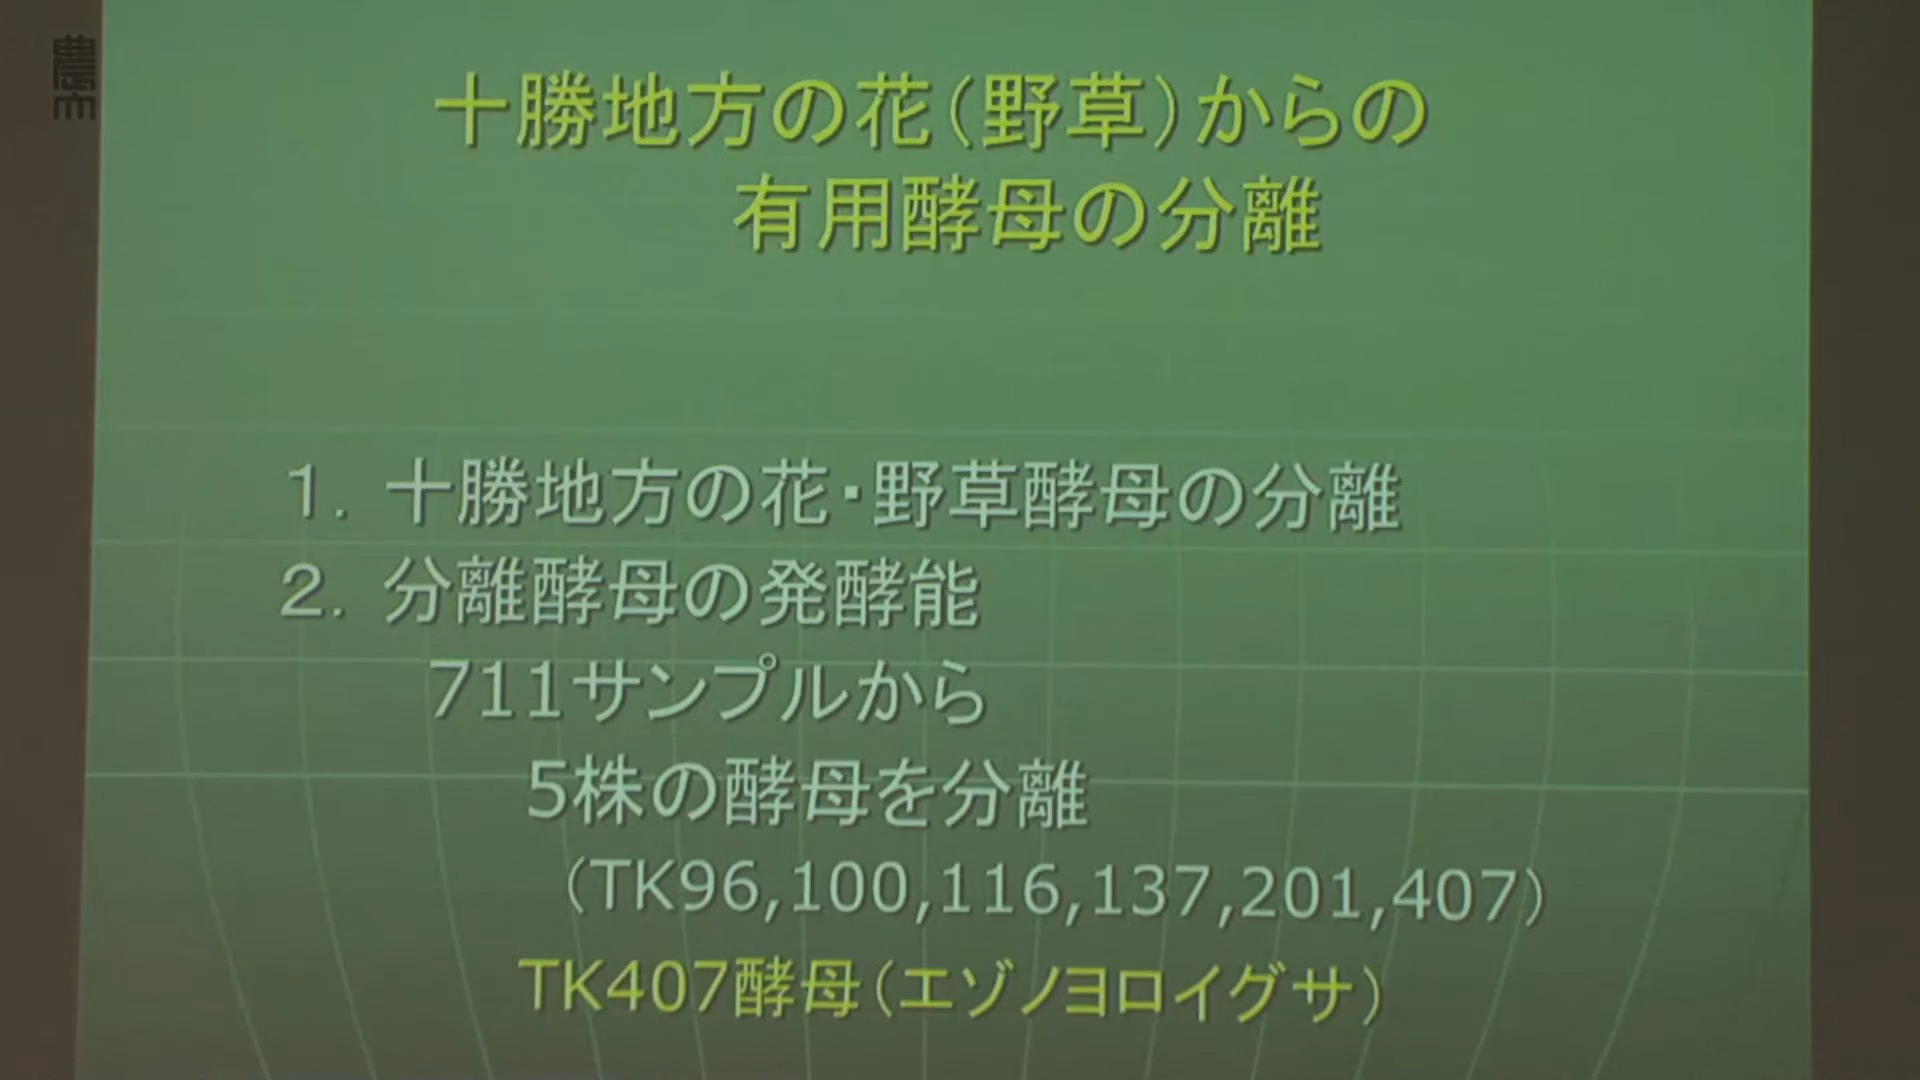 十勝地方の花（野草）からの
有用酵母の分離
1. 十勝地方の花・野草酵母の分離
2. 分離酵母の発酵能
711サンプルから
5株の酵母を分離
（TK96,100,116,137,201,407）
TK407酵母（エゾノヨロイグサ）